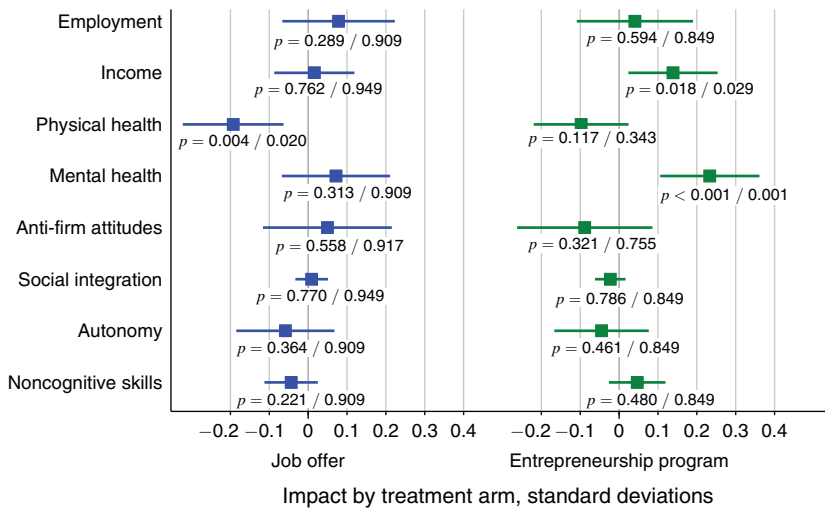 Employment
p = 0.289 / 0.909
p = 0.594 / 0.849
Income
p = 0.762 / 0.949
p = 0.018 / 0.029
Physical health
p = 0.004 / 0.020
p = 0.117 / 0.343
Mental health
p = 0.313 / 0.909
p < 0.001 / 0.001
Anti-firm attitudes
p = 0.558 / 0.917
p = 0.321 / 0.755
Social integration
p = 0.770 / 0.949
p = 0.786 / 0.849
Autonomy
p = 0.364 / 0.909
p = 0.461 / 0.849
Noncognitive skills
p = 0.221 / 0.909
p = 0.480 / 0.849
−0.2 −0.1 0 0.1 0.2 0.3 0.4 −0.2 −0.1 0 0.1 0.2 0.3 0.4
Job offer Entrepreneurship program
Impact by treatment arm, standard deviations